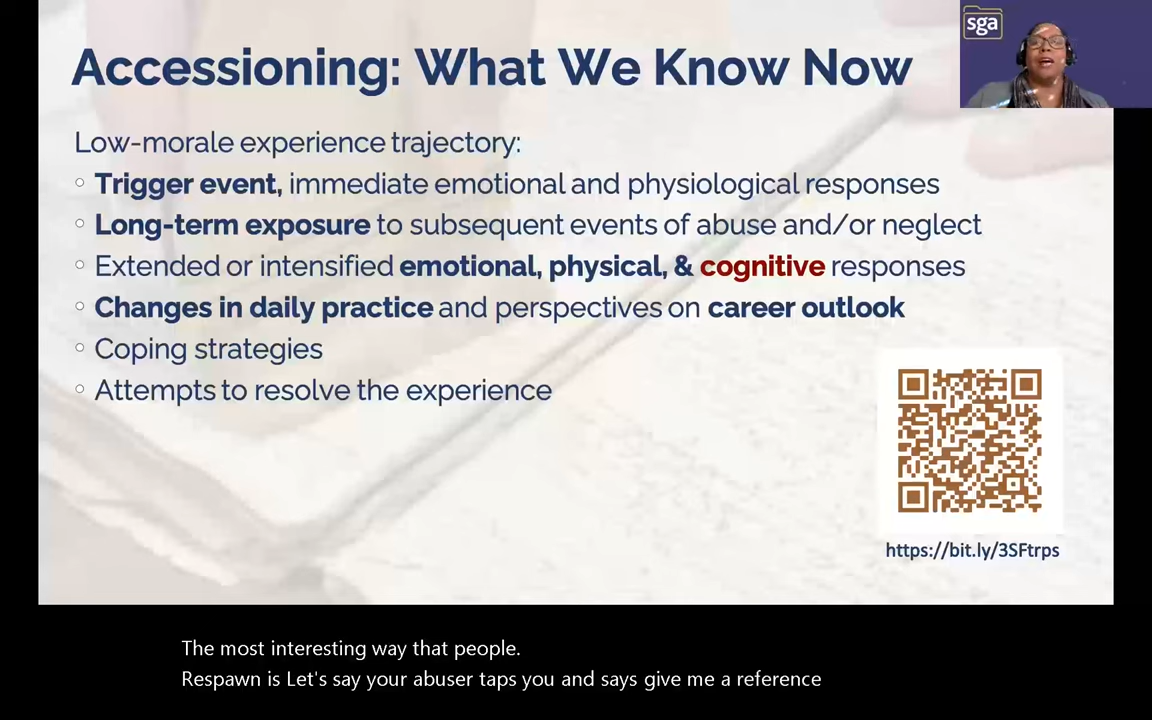 Accessioning: What We Know Now
sga
Low-morale experience trajectory:
Trigger event, immediate emotional and physiological responses
Long-term exposure to subsequent events of abuse and/or neglect
Extended or intensified emotional, physical, & cognitive responses
Changes in daily practice and perspectives on career outlook
Coping strategies
Attempts to resolve the experience
https://bit.ly/3SFtrps
The most interesting way that people.
Respawn is Let's say your abuser taps you and says give me a reference